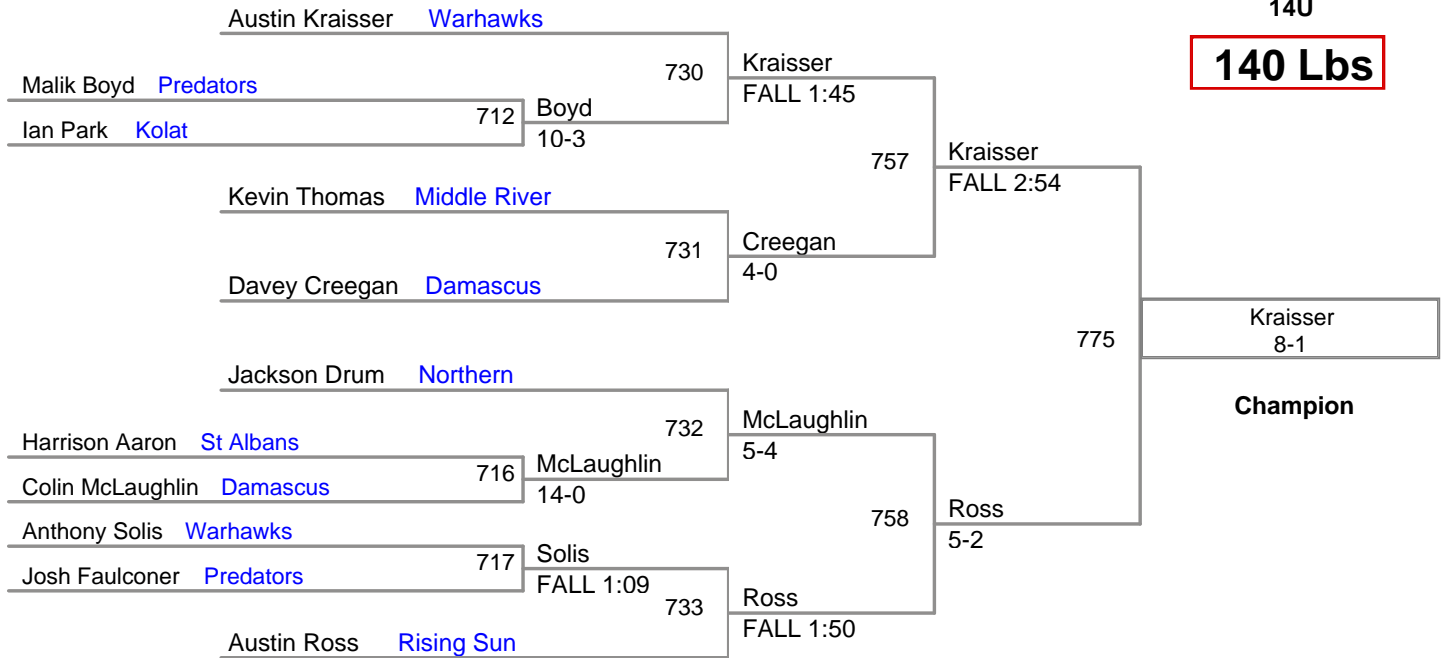 14U
140 Lbs
Austin Kraisser Warhawks
Malik Boyd Predators
Ian Park Kolat
712
Boyd
10-3
730
Kraisser
FALL 1:45
Kevin Thomas Middle River
Davey Creegan Damascus
731
Creegan
4-0
757
Kraisser
FALL 2:54
Jackson Drum Northern
Harrison Aaron St Albans
Colin McLaughlin Damascus
716
McLaughlin
14-0
732
McLaughlin
5-4
Anthony Solis Warhawks
Josh Faulconer Predators
717
Solis
FALL 1:09
Austin Ross Rising Sun
733
Ross
FALL 1:50
758
Ross
5-2
775
Kraisser
8-1
Champion